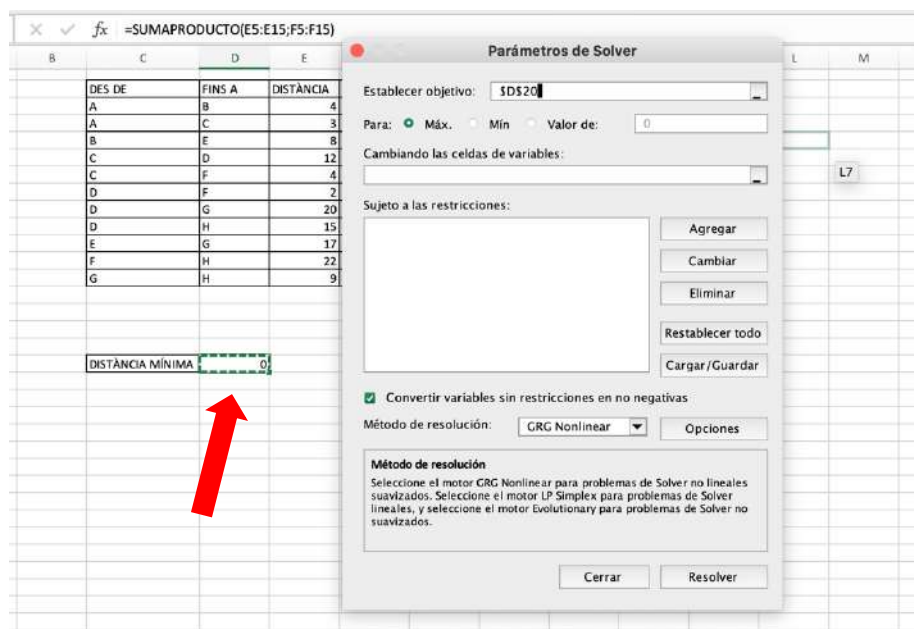 fx =SUMAPRODUCTO(E5:E15;F5:F15)
B C D E L M
Parámetros de Solver
DES DE FINS A DISTÀNCIA
A B 4
A C 3
B E 8
C D 12
C F 4
D F 2
D G 20
D H 15
E G 17
F H 22
G H 9
DISTÀNCIA MÍNIMA 0
Establecer objetivo: $D$20
Para: Máx. Mín Valor de: 0
Cambiando las celdas de variables:
Sujeto a las restricciones:
Agregar
Cambiar
Eliminar
Restablecer todo
Cargar/Guardar
Convertir variables sin restricciones en no negativas
Método de resolución: GRG Nonlinear Opciones
Método de resolución
Seleccione el motor GRG Nonlinear para problemas de Solver no lineales
suavizados. Seleccione el motor LP Simplex para problemas de Solver
lineales, y seleccione el motor Evolutionary para problemas de Solver no
suavizados.
Cerrar Resolver
L7